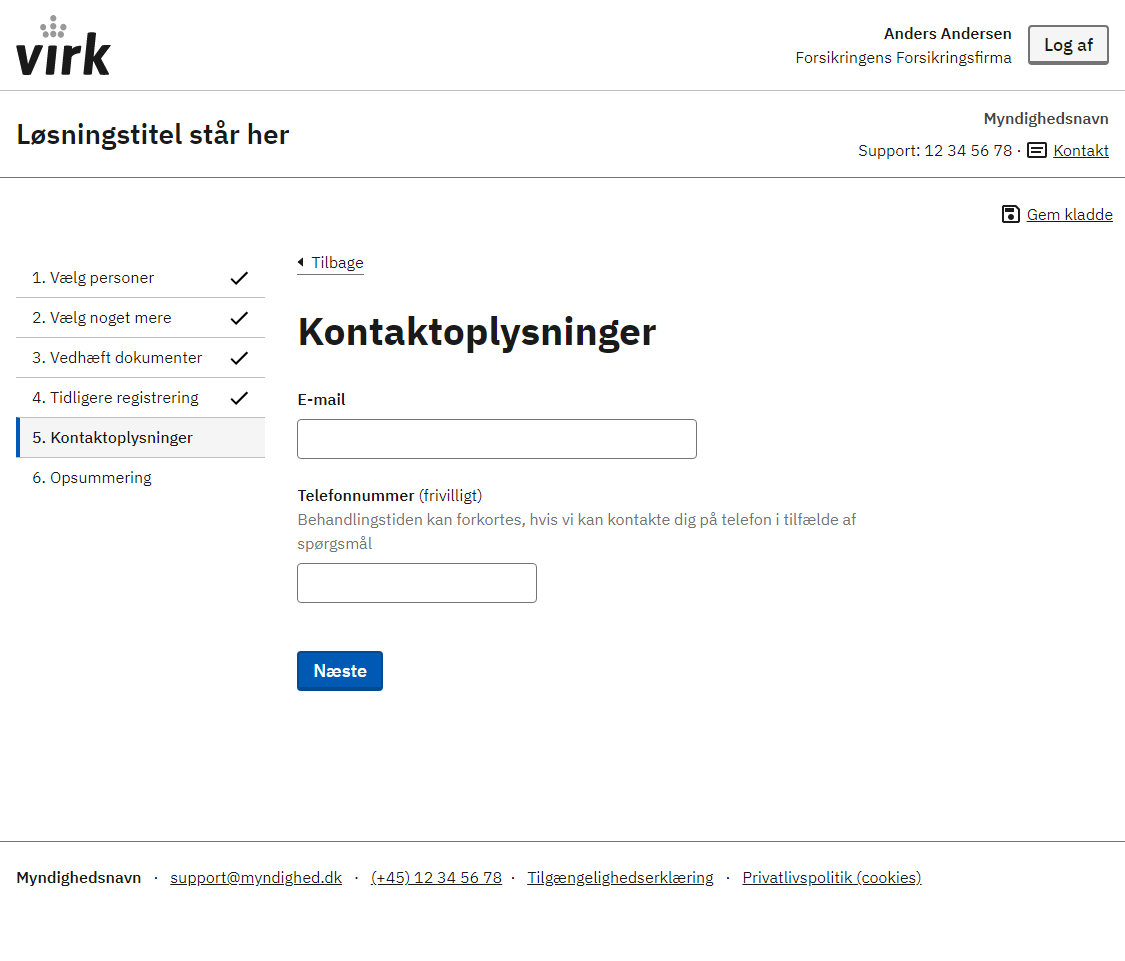 virk
Anders Andersen
Forsikringens Forsikringsfirma
Log af
Løsningstitel står her
Myndighedsnavn
Support: 12 34 56 78 · Kontakt
Gem kladde
1. Vælg personer
2. Vælg noget mere
3. Vedhæft dokumenter
4. Tidligere registrering
5. Kontaktoplysninger
6. Opsummering
Tilbage
Kontaktoplysninger
E-mail
Telefonnummer (frivilligt)
Behandlingstiden kan forkortes, hvis vi kan kontakte dig på telefon i tilfælde af
spørgsmål
Næste
Myndighedsnavn · support@myndighed.dk · (+45) 12 34 56 78 · Tilgængelighedserklæring · Privatlivspolitik (cookies)